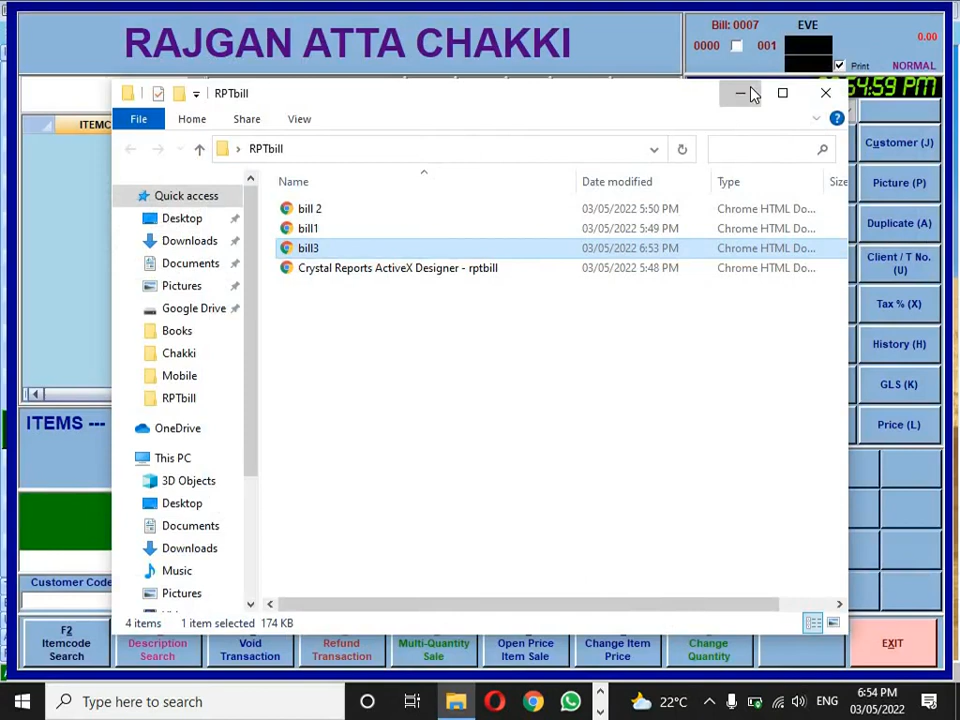 RAJGAN ATTA CHAKKI
Bill: 0007
EVE
0.00
0000
001
Print
NORMAL
RPTbill
54:59 PM
File
Home
Share
View
RPTbill
ITEMC
Name
Date modified
Type
Size
Quick access
Desktop
Downloads
Documents
Pictures
Google Drive
Books
Chakki
Mobile
RPTbill
OneDrive
This PC
3D Objects
Desktop
Documents
Downloads
Music
Pictures
bill 2
03/05/2022 5:50 PM
Chrome HTML Do...
bill1
03/05/2022 5:49 PM
Chrome HTML Do...
bill3
03/05/2022 6:53 PM
Chrome HTML Do...
Crystal Reports ActiveX Designer - rptbill
03/05/2022 5:48 PM
Chrome HTML Do...
4 items
1 item selected 174 KB
Customer (J)
Picture (P)
Duplicate (A)
Client / T No.
(U)
Tax % (X)
History (H)
GLS (K)
Price (L)
ITEMS ---
Customer Code
F2
Itemcode
Search
Description
Search
Void
Transaction
Refund
Transaction
Multi-Quantity
Sale
Open Price
Item Sale
Change Item
Price
Change
Quantity
EXIT
Type here to search
22°C
ENG
6:54 PM
03/05/2022